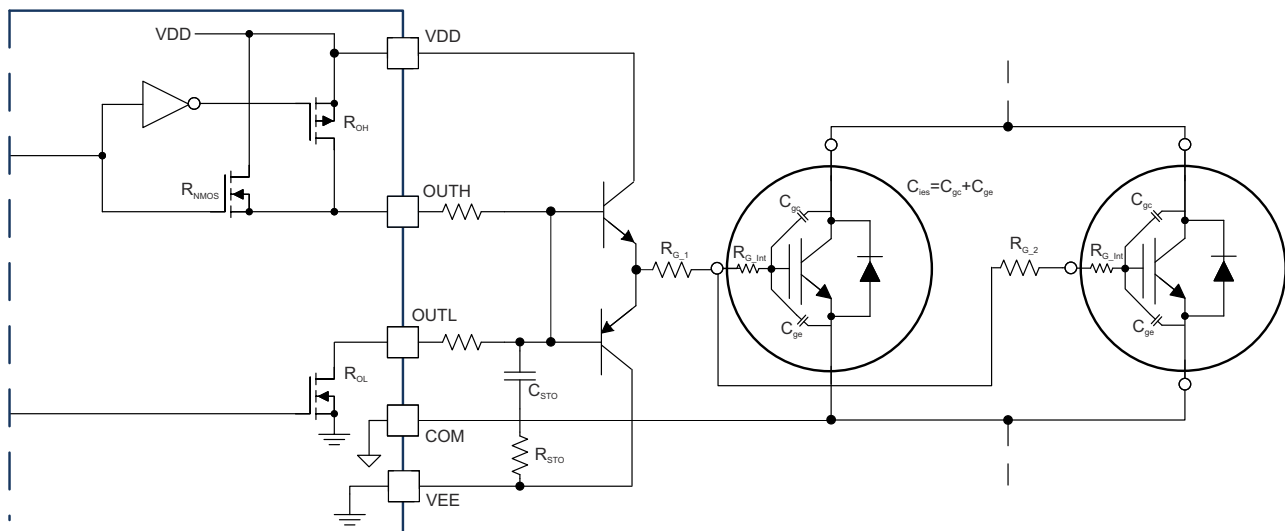 VDD
VDD
R_OH
R_NMOS
OUTH
C_ies=C_gc+C_ge
C_gc
C_gc
R_G_1
R_G_Int
R_G_2
R_G_Int
OUTL
C_ge
C_ge
R_OL
C_STO
COM
R_STO
VEE